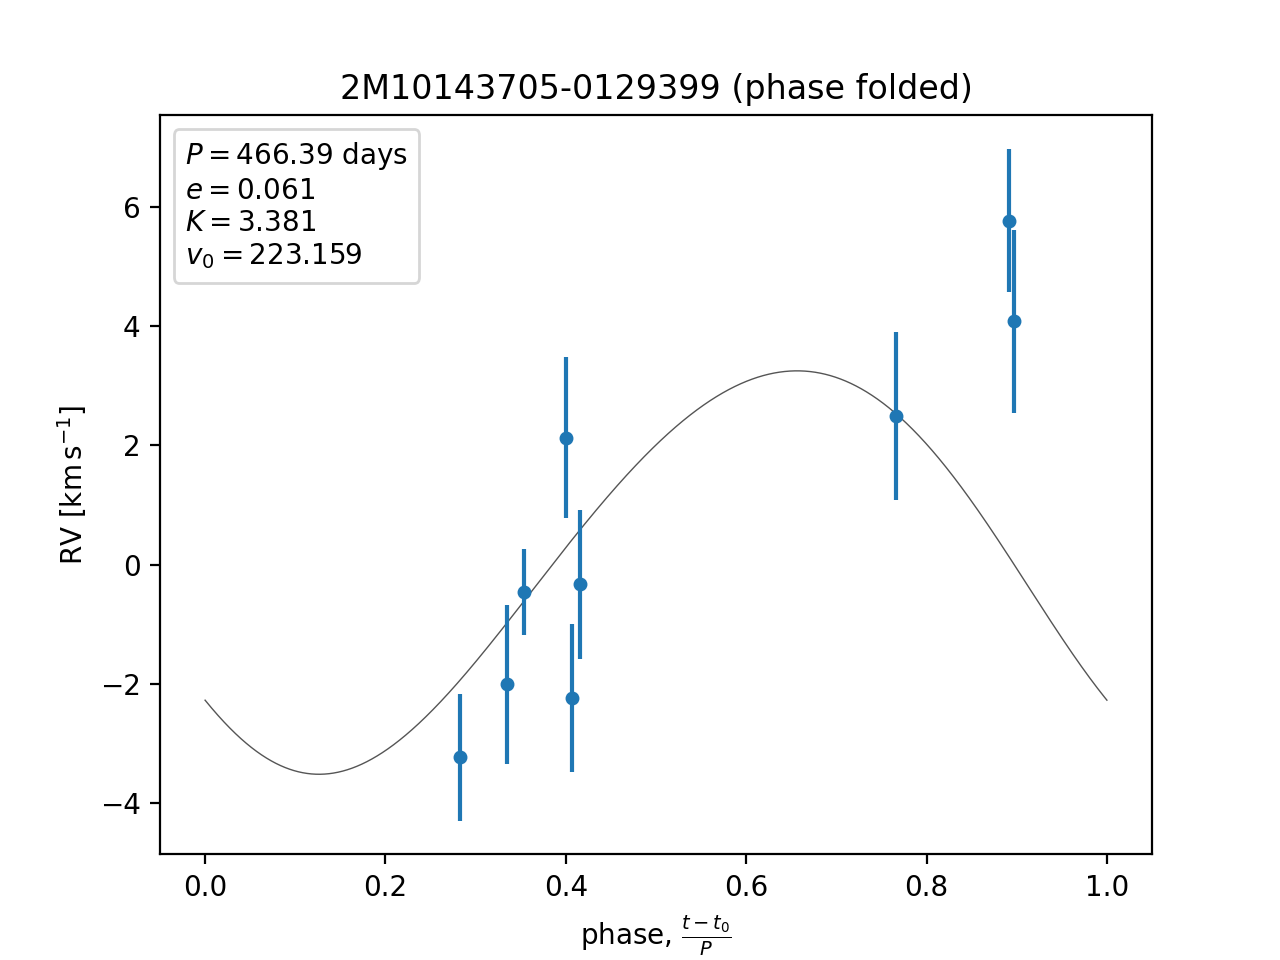 2M10143705-0129399 (phase folded)
P = 466.39 days
e = 0.061
K = 3.381
v₀ = 223.159
6
4
2
0
−2
−4
RV [km s⁻¹]
0.0 0.2 0.4 0.6 0.8 1.0
phase, (t − t₀)/P